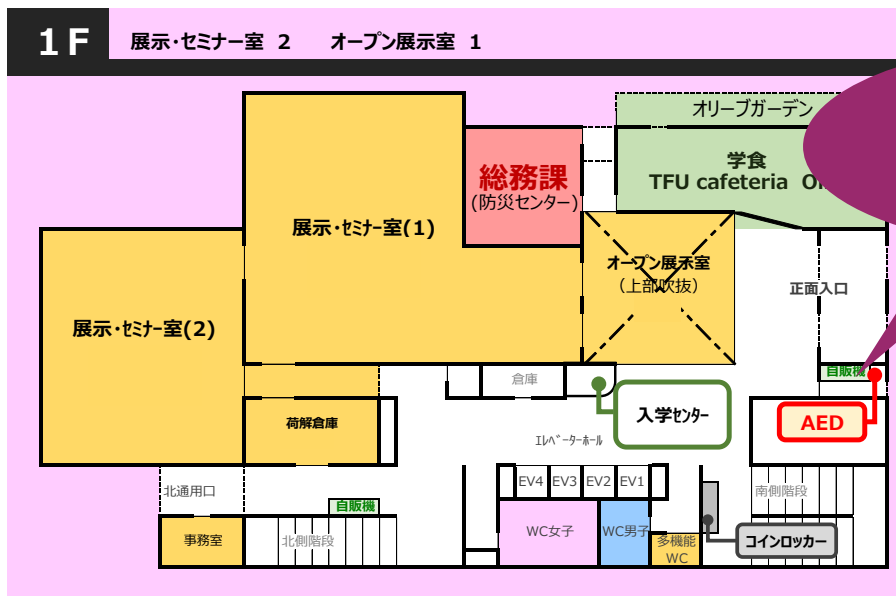 1F 展示・セミナー室 2 オープン展示室 1
オリーブガーデン
学食
TFU cafeteria
総務課
(防災センター)
展示・セミナー室(1)
オープン展示室
(上部吹抜)
正面入口
展示・セミナー室(2)
自販機
倉庫
入学センター
AED
荷解倉庫
エレベーターホール
EV4 EV3 EV2 EV1
北通用口
南側階段
自販機
WC女子
WC男子
多機能
WC
コインロッカー
事務室
北側階段